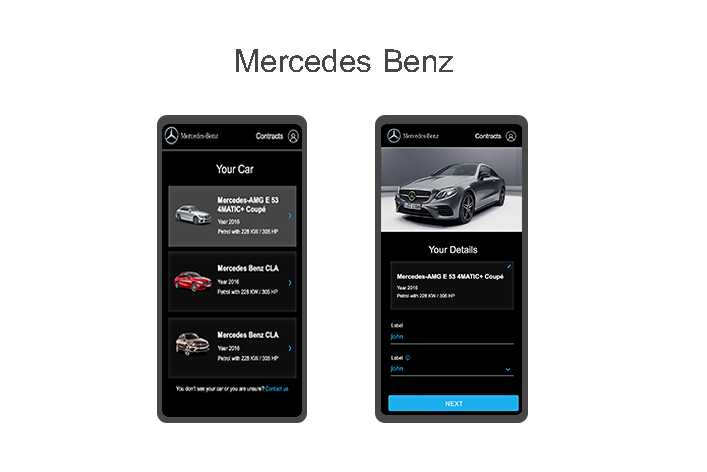 Mercedes Benz
Mercedes-Benz
Contracts
Your Car
Mercedes-AMG E 53
4MATIC+ Coupé
Year 2016
Petrol with 228 KW / 305 HP
Mercedes Benz CLA
Year 2016
Petrol with 228 KW / 305 HP
Mercedes Benz CLA
Year 2016
Petrol with 228 KW / 305 HP
You don't see your car or you are unsure? Contact us
Mercedes-Benz
Contracts
Your Details
Mercedes-AMG E 53 4MATIC+ Coupé
Year 2016
Petrol with 228 KW / 305 HP
Label
John
Label
John
NEXT